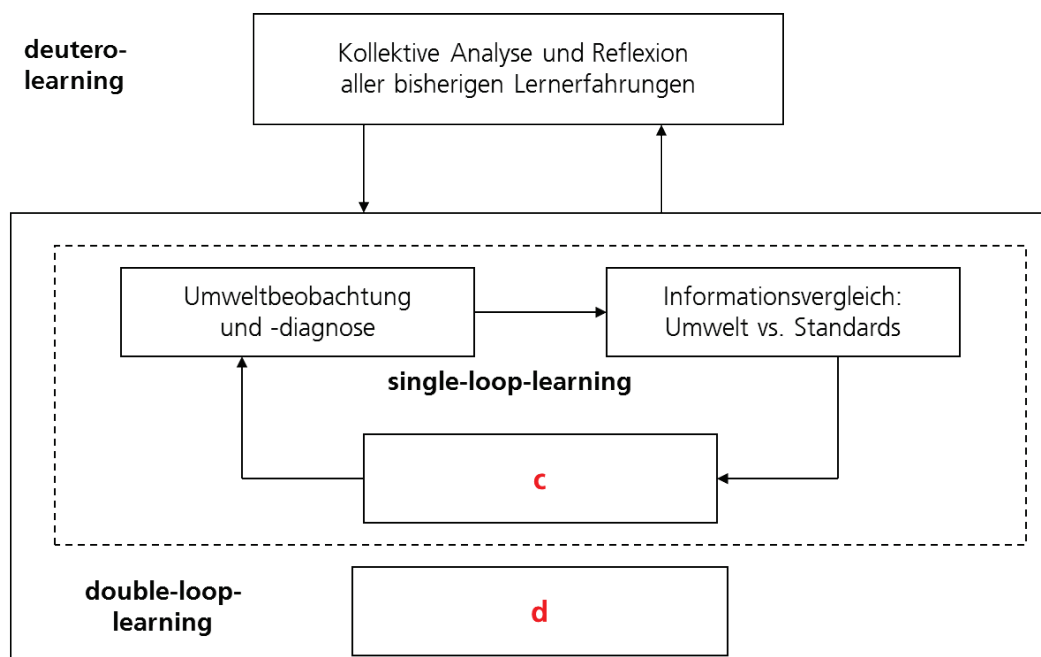 deutero-
learning
Kollektive Analyse und Reflexion
aller bisherigen Lernerfahrungen
Umweltbeobachtung
und -diagnose
Informationsvergleich:
Umwelt vs. Standards
single-loop-learning
c
double-loop-
learning
d